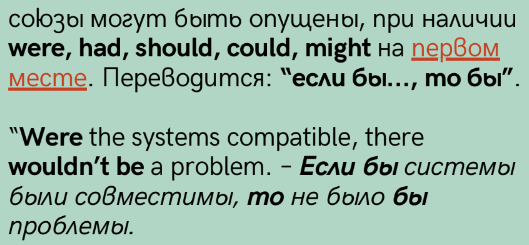 союзы могут быть опущены, при наличии
were, had, should, could, might на первом
месте. Переводится: “если бы..., то бы”.
“Were the systems compatible, there
wouldn’t be a problem. – Если бы системы
были совместимы, то не было бы
проблемы.